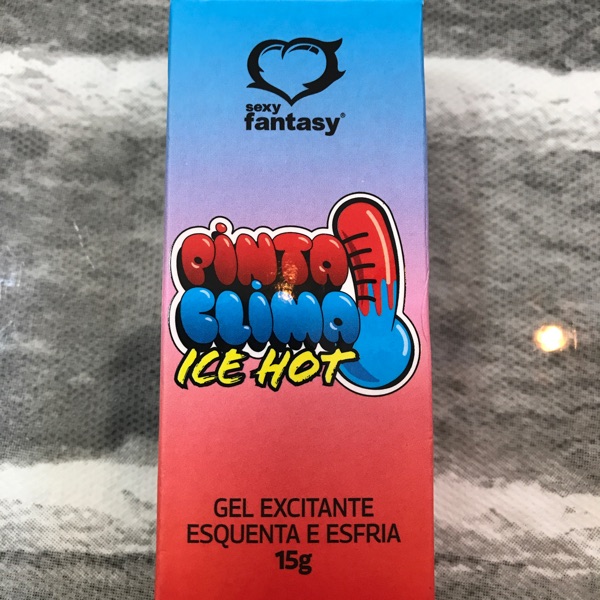 sexy
fantasy®
PINTA
CLIMA
ICE HOT
GEL EXCITANTE
ESQUENTA E ESFRIA
15g